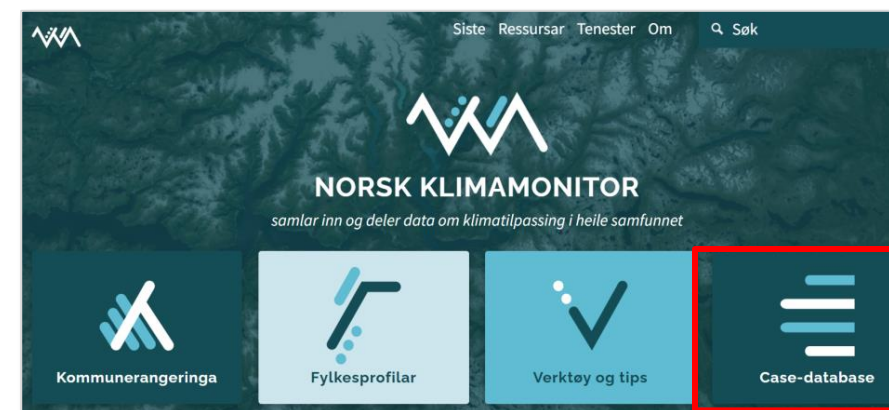 Siste Ressursar Tenester Om Søk
NORSK KLIMAMONITOR
samlar inn og deler data om klimatilpassing i heile samfunnet
Kommunerangeringa Fylkesprofilar Verktøy og tips Case-database